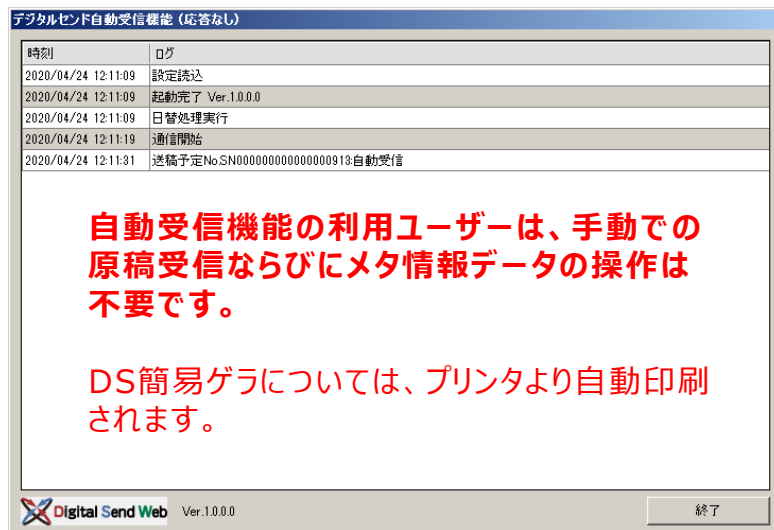 デジタルセンド自動受信機能 (応答なし)
時刻 ログ
2020/04/24 12:11:09 設定読込
2020/04/24 12:11:09 起動完了 Ver.1.0.0.0
2020/04/24 12:11:09 日替処理実行
2020/04/24 12:11:19 通信開始
2020/04/24 12:11:31 送稿予定No.SN000000000000000913:自動受信
自動受信機能の利用ユーザーは、手動での
原稿受信ならびにメタ情報データの操作は
不要です。
DS簡易ゲラについては、プリンタより自動印刷
されます。
Digital Send Web Ver.1.0.0.0 終了